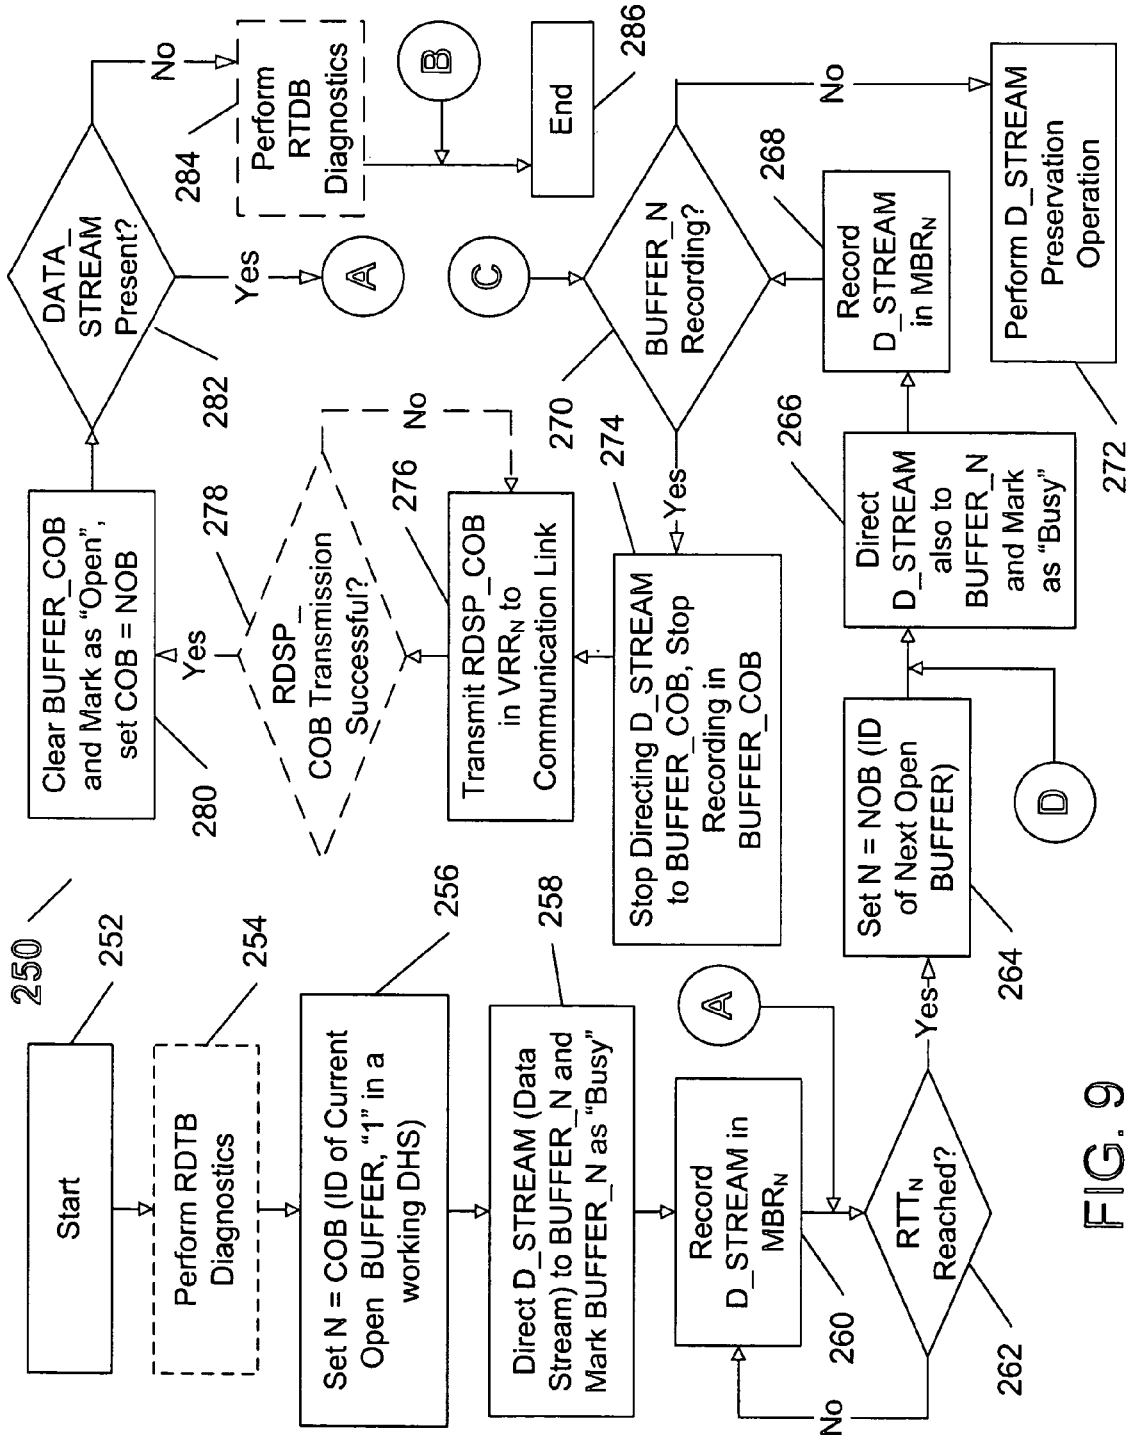 250
Start
252
Perform RDTB
Diagnostics
254
Set N = COB (ID of Current
Open BUFFER, “1” in a
working DHS)
256
Direct D_STREAM (Data
Stream) to BUFFER_N and
Mark BUFFER_N as “Busy”
258
Record
D_STREAM in
MBRN
260
A
RTTN
Reached?
262
No
Yes
Set N = NOB (ID
of Next Open
BUFFER)
264
D
Direct
D_STREAM
also to
BUFFER_N
and Mark
as “Busy”
266
Record
D_STREAM
in MBRN
268
C
BUFFER_N
Recording?
270
No
Perform D_STREAM
Preservation
Operation
272
Yes
Stop Directing D_STREAM
to BUFFER_COB, Stop
Recording in
BUFFER_COB
274
Transmit RDSP_COB
in VRRN to
Communication Link
276
RDSP_
COB Transmission
Successful?
278
No
Yes
Clear BUFFER_COB
and Mark as “Open”,
set COB = NOB
280
DATA_
STREAM
Present?
282
Yes
A
No
Perform
RTDB
Diagnostics
284
B
End
286
FIG. 9